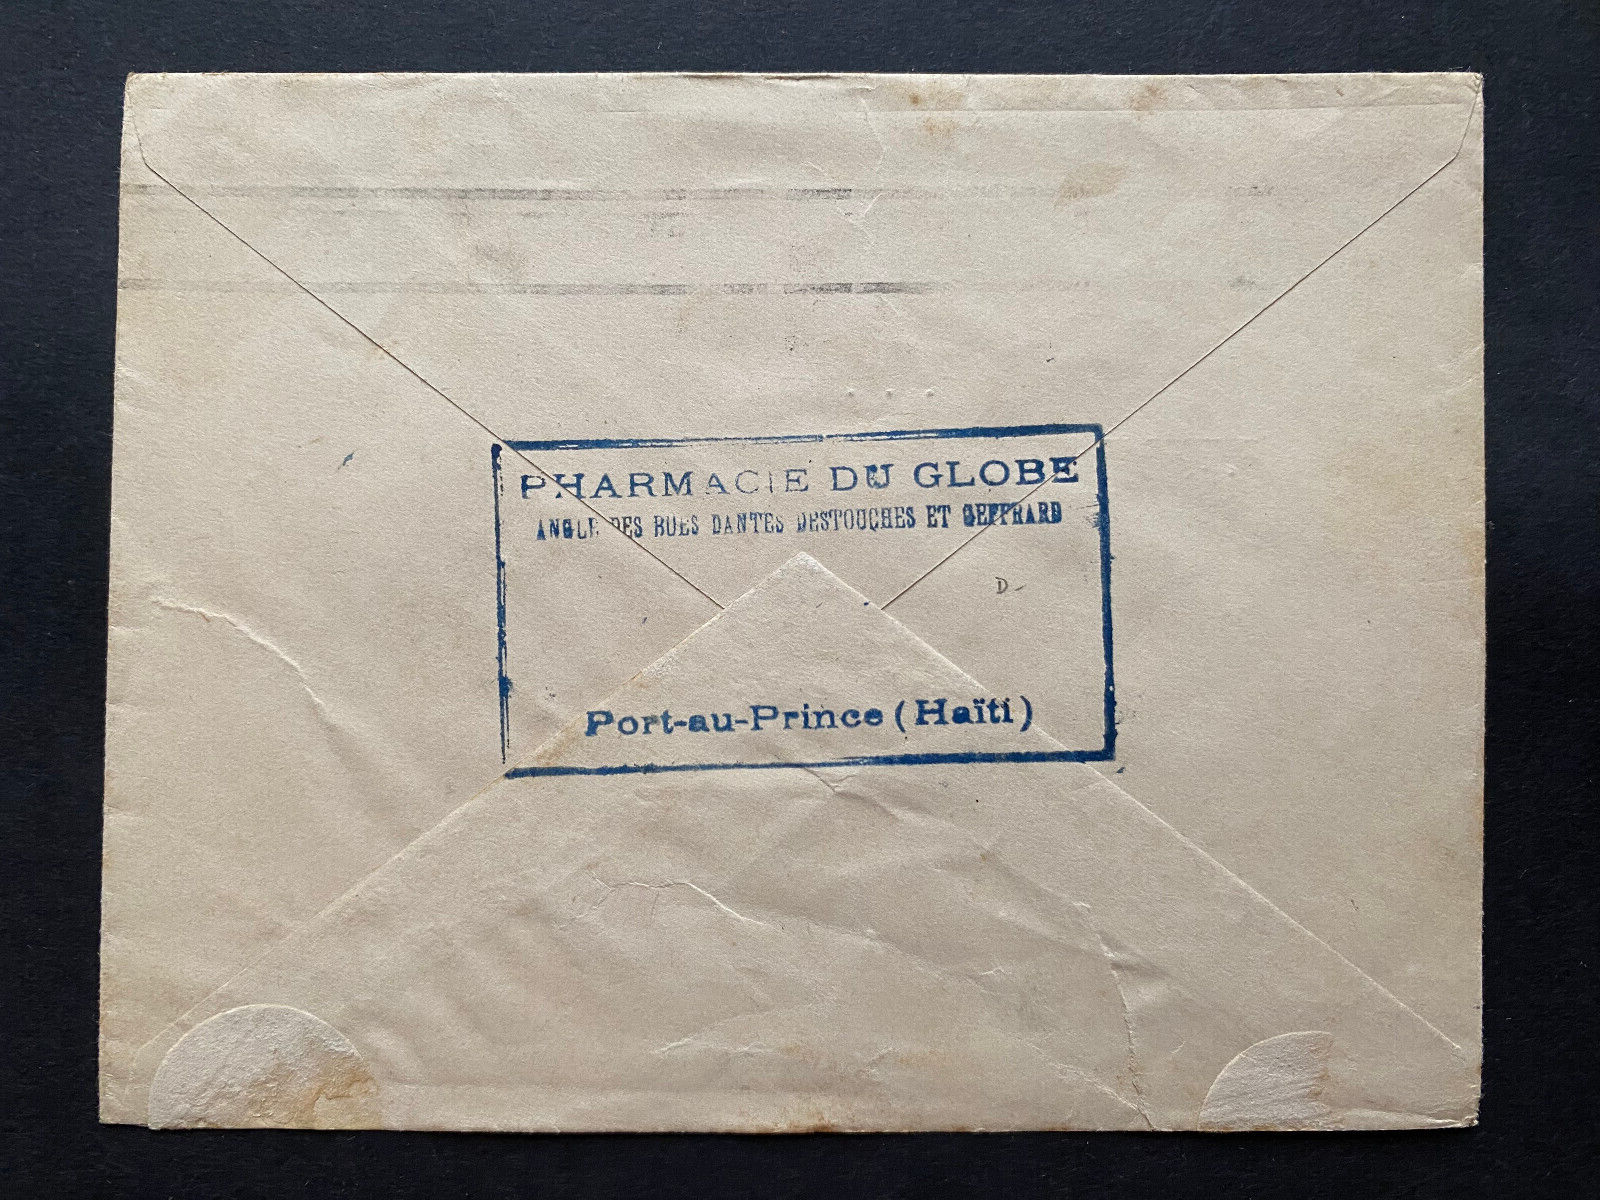 PHARMACIE DU GLOBE
ANGLE DES RUES DANTES DESTOUCHES ET GEFFRARD
D-
Port-au-Prince (Haïti)